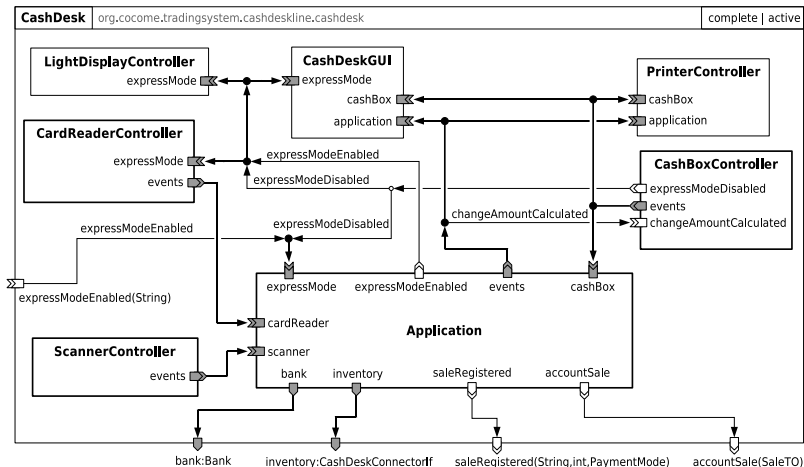 CashDesk org.cocome.tradingsystem.cashdeskline.cashdesk complete | active
LightDisplayController
expressMode
CashDeskGUI
expressMode
cashBox
application
PrinterController
cashBox
application
CardReaderController
expressMode
events
expressModeEnabled
expressModeDisabled
CashBoxController
expressModeDisabled
events
changeAmountCalculated
expressModeEnabled
expressModeDisabled
changeAmountCalculated
expressModeEnabled(String)
expressMode
expressModeEnabled
events
cashBox
cardReader
Application
scanner
ScannerController
events
bank
inventory
saleRegistered
accountSale
bank:Bank
inventory:CashDeskConnectorIf
saleRegistered(String,int,PaymentMode)
accountSale(SaleTO)